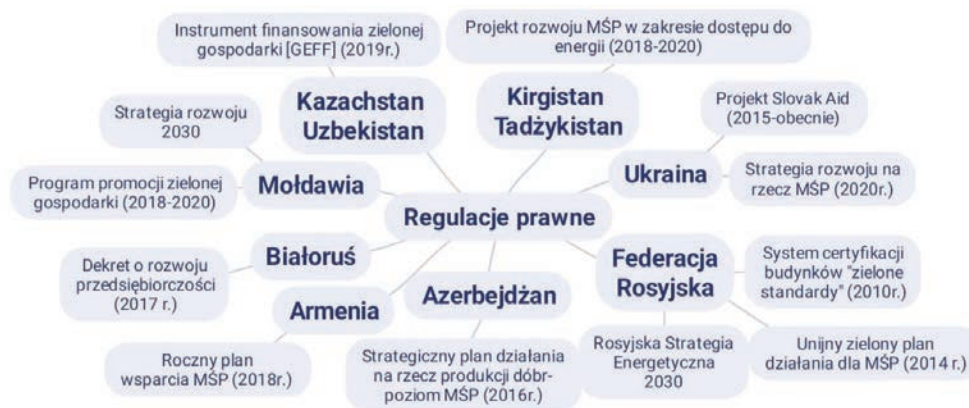 Instrument finansowania zielonej
gospodarki [GEFF] (2019r.)
Projekt rozwoju MŚP w zakresie dostępu do
energii (2018-2020)
Kazachstan
Uzbekistan
Kirgistan
Tadżykistan
Strategia rozwoju
2030
Projekt Slovak Aid
(2015-obecnie)
Mołdawia
Ukraina
Program promocji zielonej
gospodarki (2018-2020)
Strategia rozwoju na
rzecz MŚP (2020r.)
Regulacje prawne
Białoruś
Dekret o rozwoju
przedsiębiorczości
(2017 r.)
Federacja
Rosyjska
System certyfikacji
budynków "zielone
standardy" (2010r.)
Armenia
Azerbejdżan
Roczny plan
wsparcia MŚP (2018r.)
Strategiczny plan działania
na rzecz produkcji dóbr-
poziom MŚP (2016r.)
Rosyjska Strategia
Energetyczna
2030
Unijny zielony plan
działania dla MŚP (2014 r.)